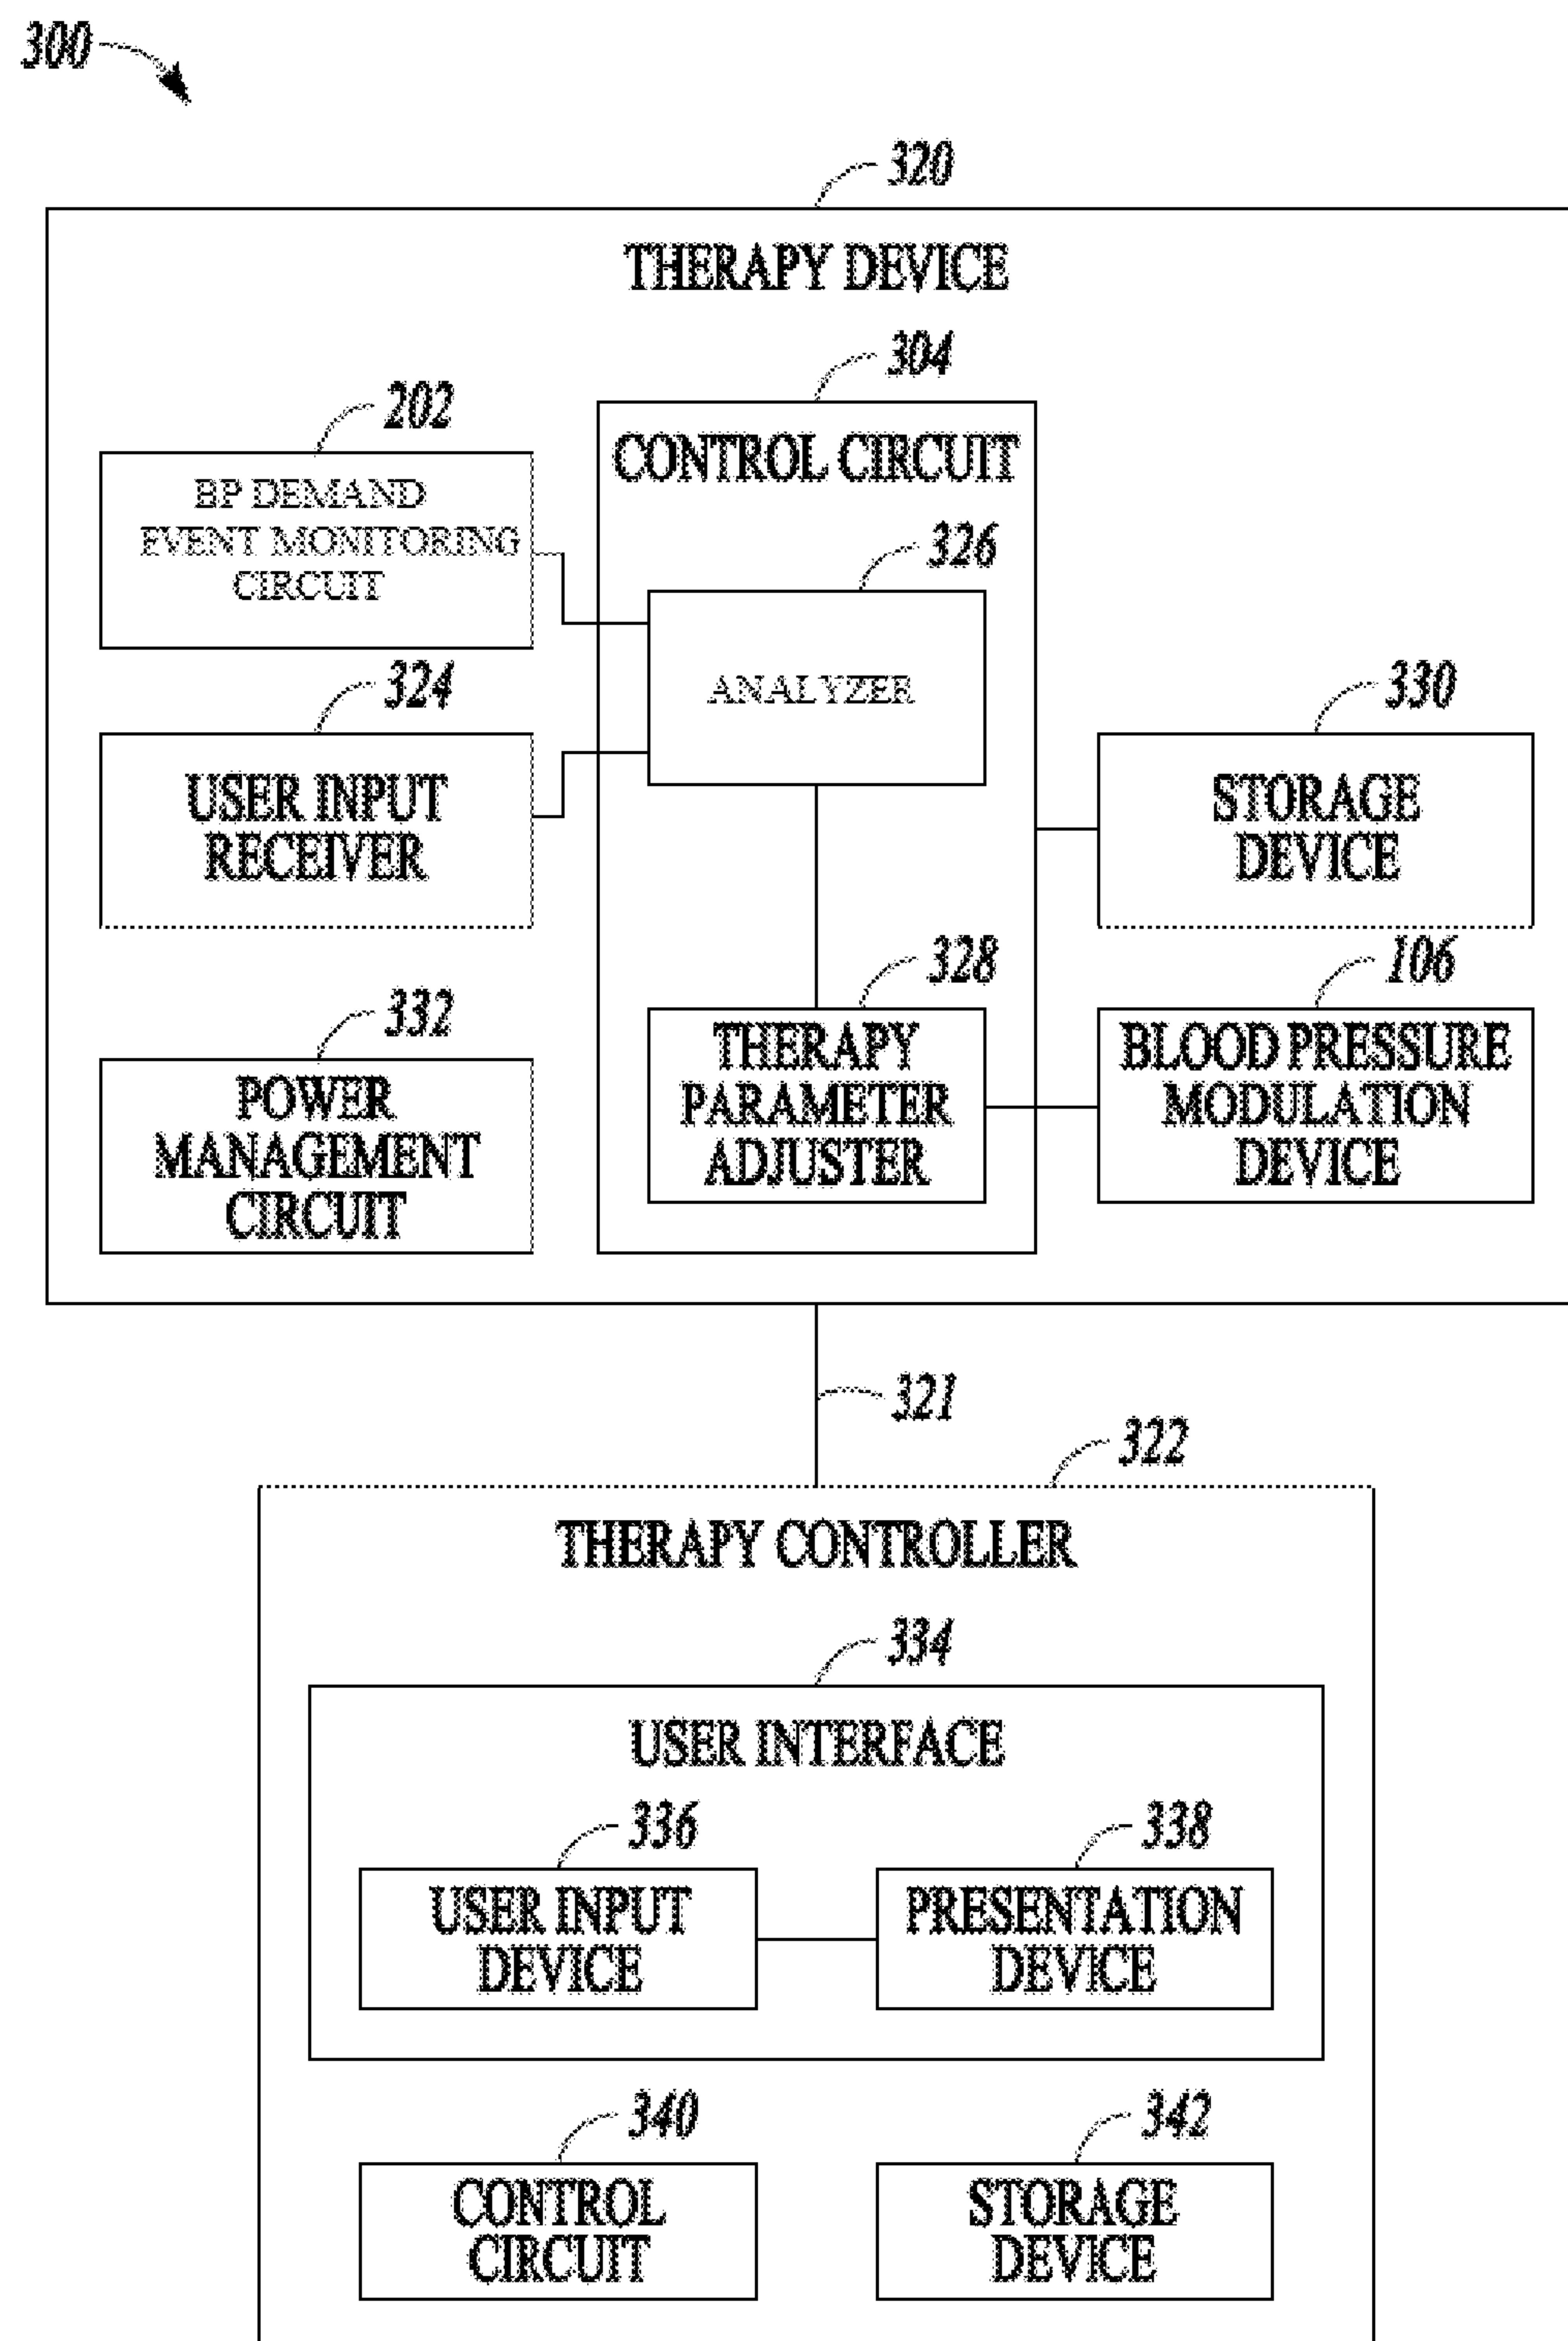 300
320
THERAPY DEVICE
304
202
CONTROL CIRCUIT
BP DEMAND
EVENT MONITORING
CIRCUIT
326
ANALYZER
324
USER INPUT
RECEIVER
330
STORAGE
DEVICE
332
POWER
MANAGEMENT
CIRCUIT
328
THERAPY
PARAMETER
ADJUSTER
106
BLOOD PRESSURE
MODULATION
DEVICE
321
322
THERAPY CONTROLLER
334
USER INTERFACE
336
USER INPUT
DEVICE
338
PRESENTATION
DEVICE
340
CONTROL
CIRCUIT
342
STORAGE
DEVICE